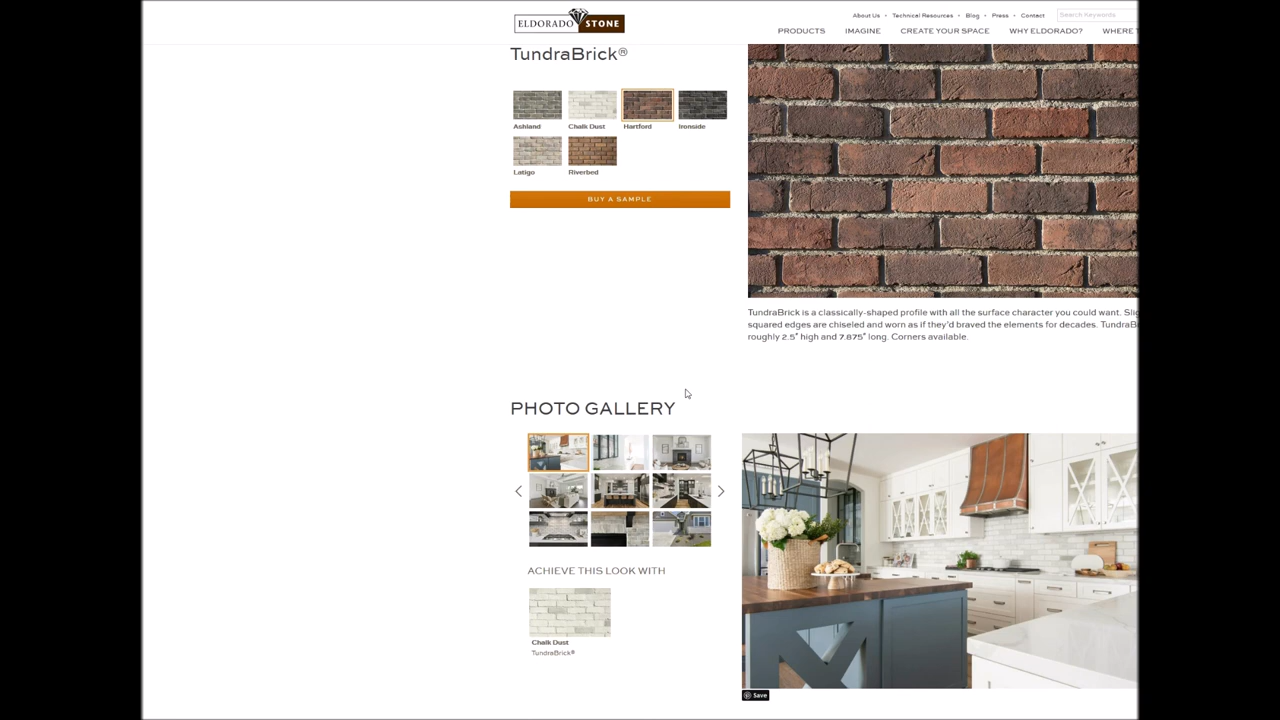 ELDORADO STONE
About Us • Technical Resources • Blog • Press • Contact
Search Keywords
PRODUCTS IMAGINE CREATE YOUR SPACE WHY ELDORADO? WHERE
TundraBrick®
Ashland Chalk Dust Hartford Ironside
Latigo Riverbed
BUY A SAMPLE
TundraBrick is a classically-shaped profile with all the surface character you could want.
squared edges are chiseled and worn as if they'd braved the elements for decades.
roughly 2.5" high and 7.875" long. Corners available.
PHOTO GALLERY
ACHIEVE THIS LOOK WITH
Chalk Dust
TundraBrick®
Save